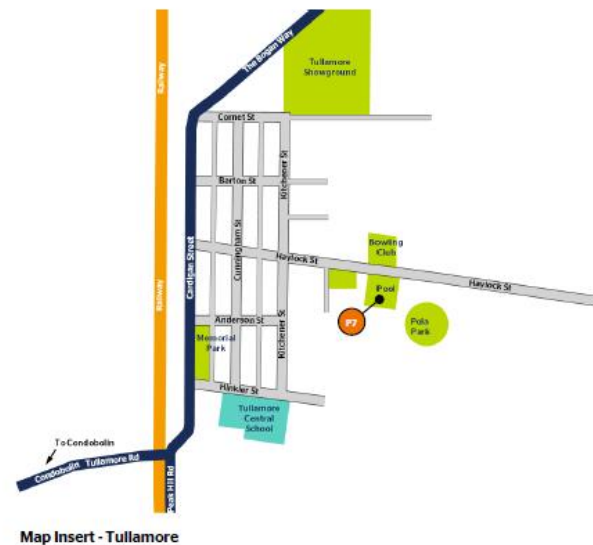 The Bogan Way
Tullamore
Showground
Railway
Comet St
Kitchener St
Barton St
Cunningham St
Cardigan Street
Railway
Haylock St
Bowling
Club
Haylock St
Pool
P7
Polo
Park
Anderson St
Kitchener St
Memorial
Park
Hinkler St
Tullamore
Central
School
To Condobolin
Condobolin Tullamore Rd
Peak Hill Rd
Map Insert - Tullamore